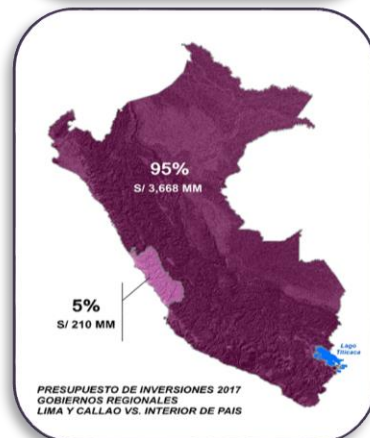 95%
S/ 3,668 MM
5%
S/ 210 MM
Lago
Titicaca
PRESUPUESTO DE INVERSIONES 2017
GOBIERNOS REGIONALES
LIMA Y CALLAO VS. INTERIOR DE PAIS